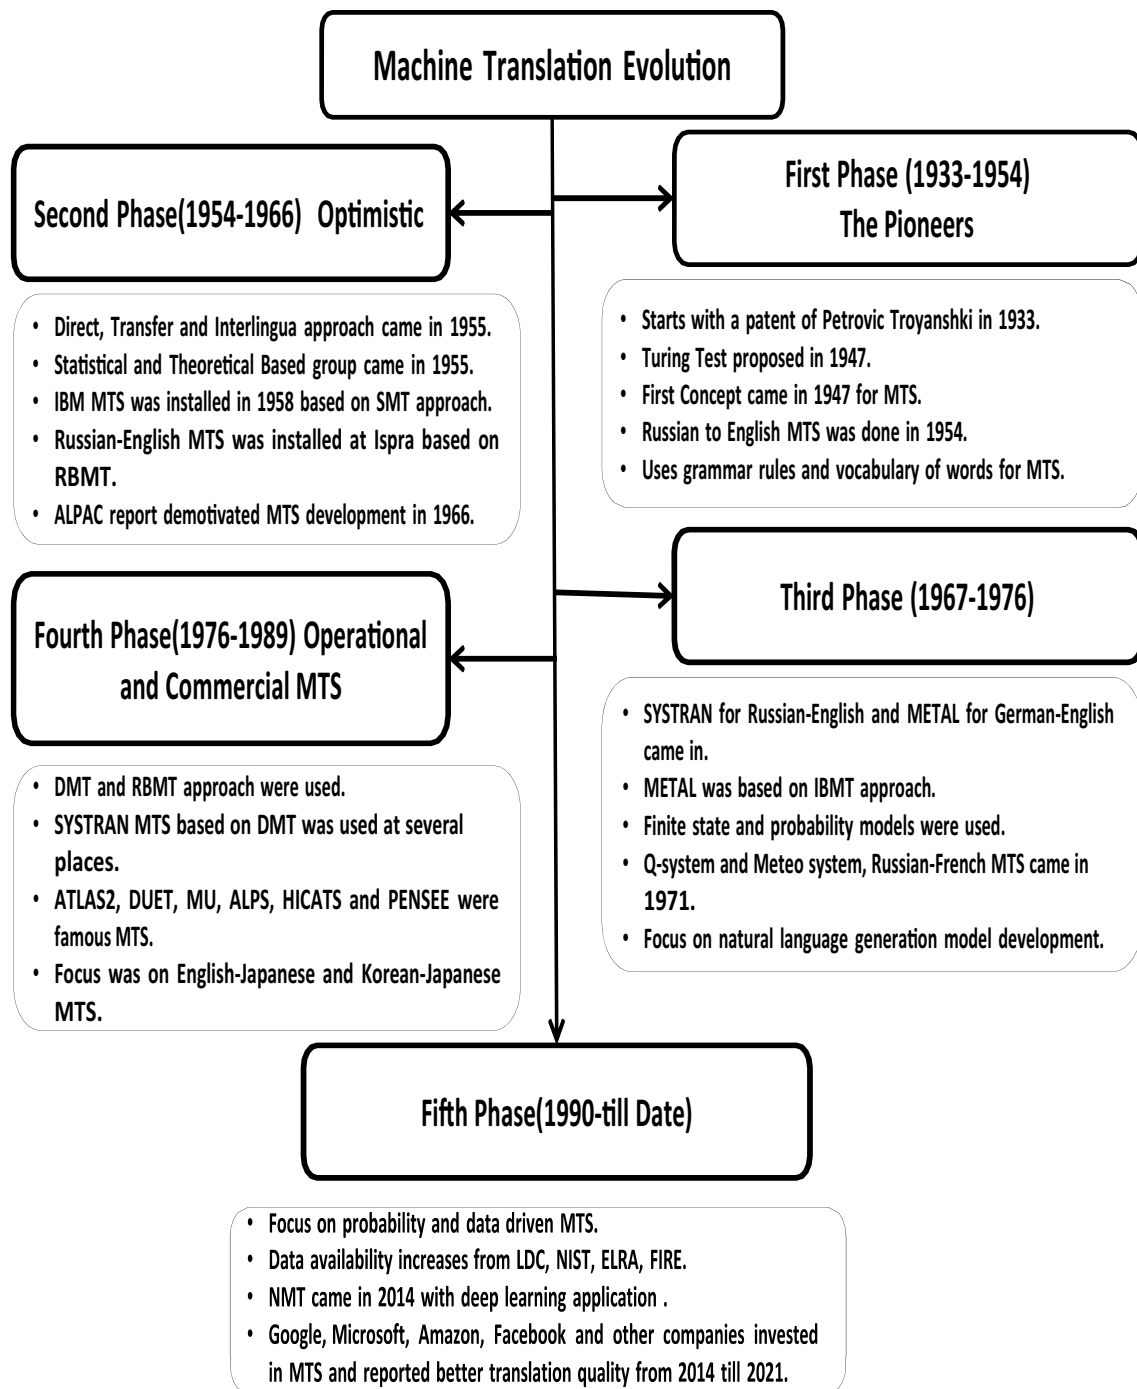 Machine Translation Evolution
First Phase (1933-1954)
The Pioneers
• Starts with a patent of Petrovic Troyanshki in 1933.
• Turing Test proposed in 1947.
• First Concept came in 1947 for MTS.
• Russian to English MTS was done in 1954.
• Uses grammar rules and vocabulary of words for MTS.
Second Phase(1954-1966) Optimistic
• Direct, Transfer and Interlingua approach came in 1955.
• Statistical and Theoretical Based group came in 1955.
• IBM MTS was installed in 1958 based on SMT approach.
• Russian-English MTS was installed at Ispra based on
RBMT.
• ALPAC report demotivated MTS development in 1966.
Third Phase (1967-1976)
• SYSTRAN for Russian-English and METAL for German-English
came in.
• METAL was based on IBMT approach.
• Finite state and probability models were used.
• Q-system and Meteo system, Russian-French MTS came in
1971.
• Focus on natural language generation model development.
Fourth Phase(1976-1989) Operational
and Commercial MTS
• DMT and RBMT approach were used.
• SYSTRAN MTS based on DMT was used at several
places.
• ATLAS2, DUET, MU, ALPS, HICATS and PENSEE were
famous MTS.
• Focus was on English-Japanese and Korean-Japanese
MTS.
Fifth Phase(1990-till Date)
• Focus on probability and data driven MTS.
• Data availability increases from LDC, NIST, ELRA, FIRE.
• NMT came in 2014 with deep learning application .
• Google, Microsoft, Amazon, Facebook and other companies invested
in MTS and reported better translation quality from 2014 till 2021.